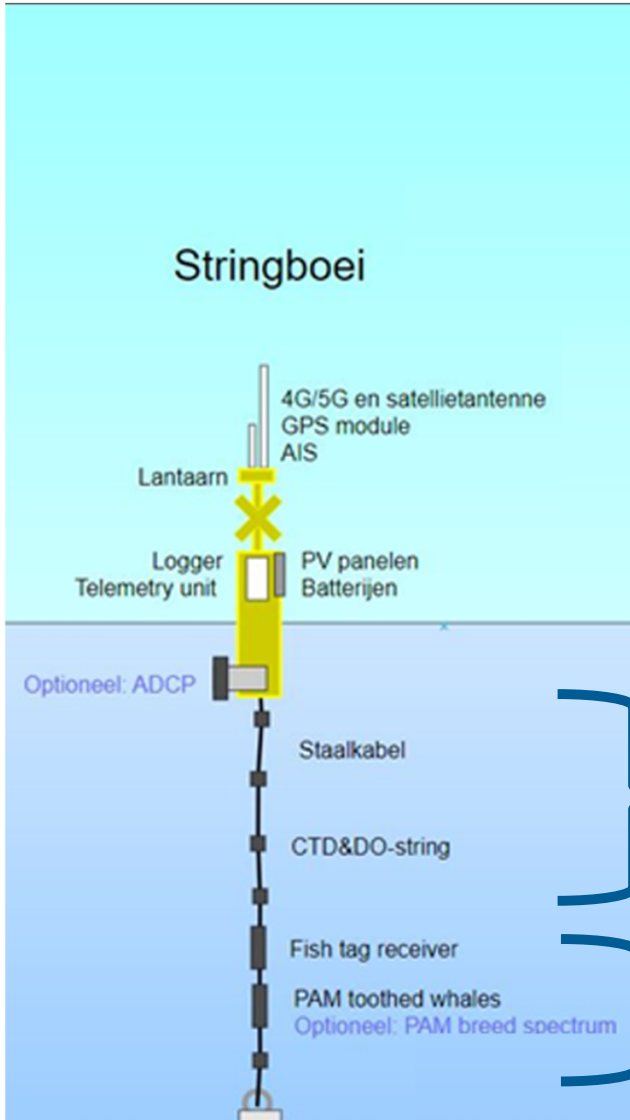 Stringboei
4G/5G en satellietantenne
GPS module
AIS
Lantaarn
Logger
Telemetry unit
PV panelen
Batterijen
Optioneel: ADCP
Staalkabel
CTD&DO-string
Fish tag receiver
PAM toothed whales
Optioneel: PAM breed spectrum